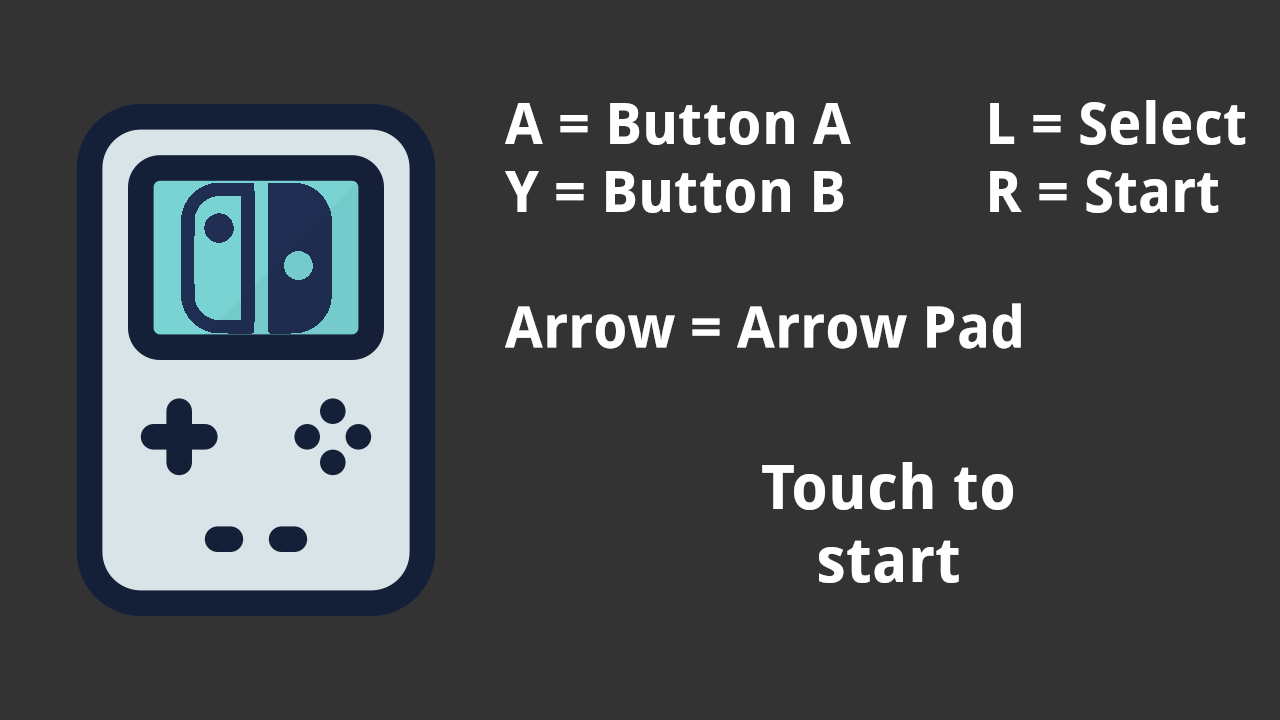 A = Button A
Y = Button B
L = Select
R = Start
Arrow = Arrow Pad
Touch to
start